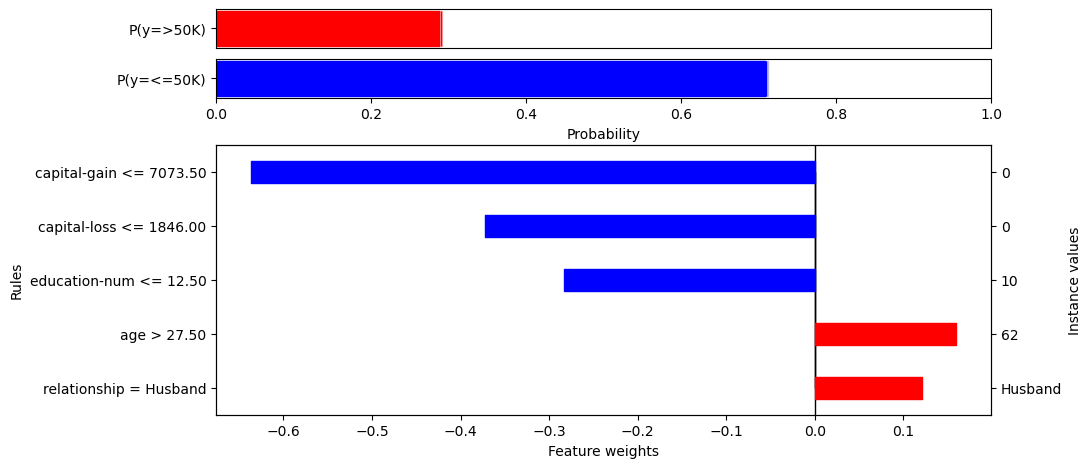 P(y=>50K)
P(y=<=50K)
0.0 0.2 0.4 0.6 0.8 1.0
Probability
capital-gain <= 7073.50 0
capital-loss <= 1846.00 0
education-num <= 12.50 10
age > 27.50 62
relationship = Husband Husband
Rules
Instance values
−0.6 −0.5 −0.4 −0.3 −0.2 −0.1 0.0 0.1
Feature weights